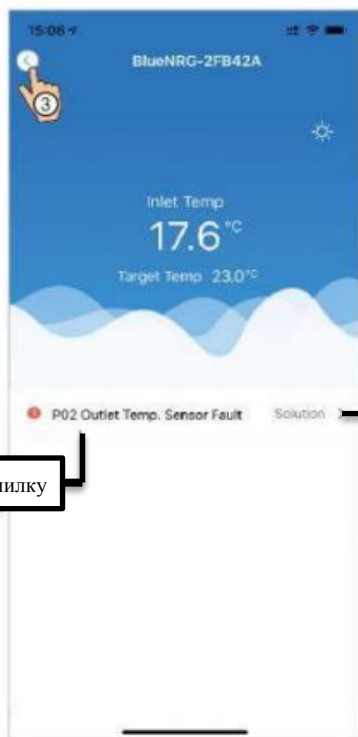 15:08
BlueNRG-2FB42A
3
Inlet Temp
17.6°C
Target Temp 23.0°C
P02 Outlet Temp. Sensor Fault Solution